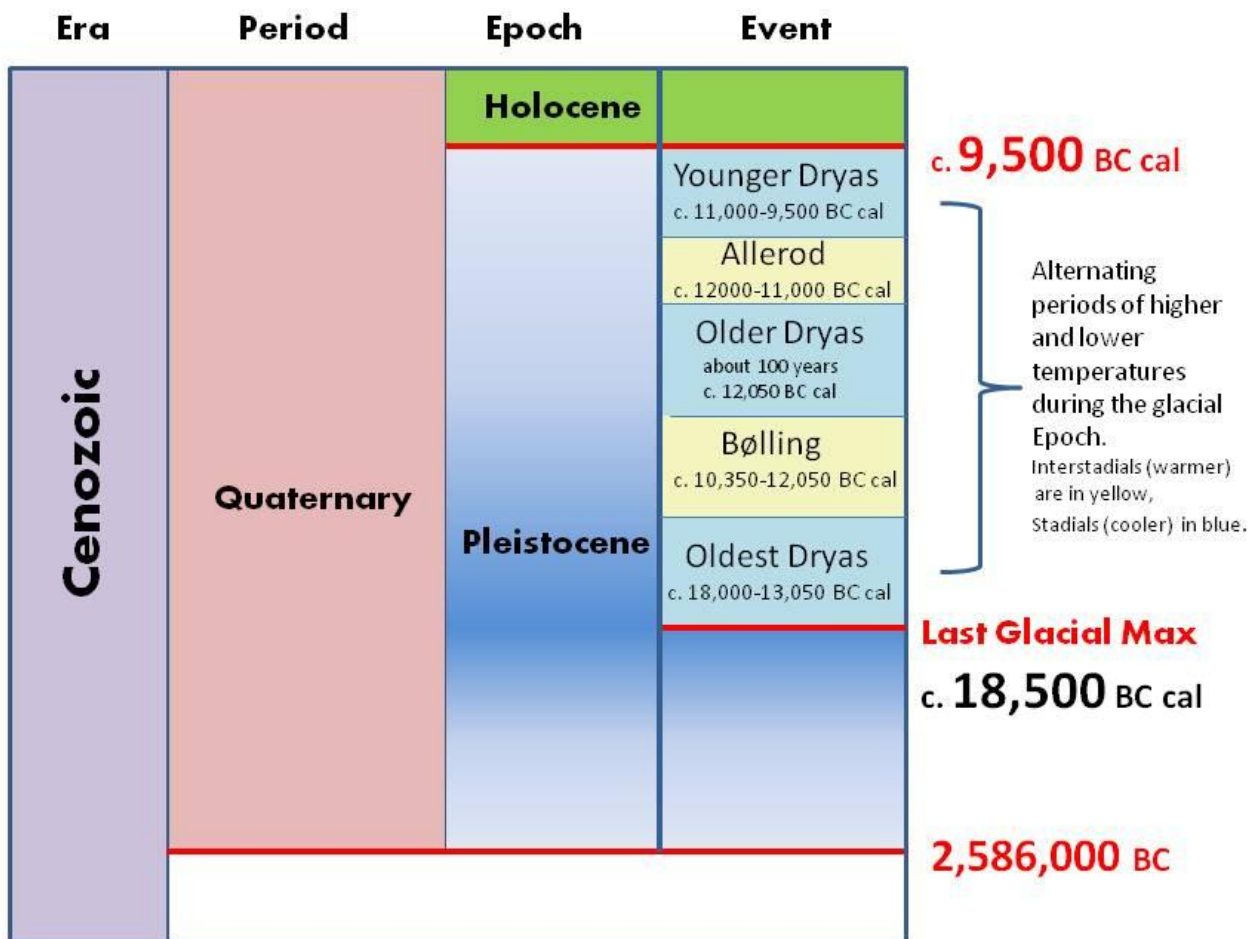 Era Period Epoch Event
Holocene
c. 9,500 BC cal
Younger Dryas
c. 11,000-9,500 BC cal
Allerod
c. 12000-11,000 BC cal
Older Dryas
about 100 years
c. 12,050 BC cal
Bølling
c. 10,350-12,050 BC cal
Oldest Dryas
c. 18,000-13,050 BC cal
Cenozoic
Quaternary
Pleistocene
Alternating
periods of higher
and lower
temperatures
during the glacial
Epoch.
Interstadials (warmer)
are in yellow,
Stadials (cooler) in blue.
Last Glacial Max
c. 18,500 BC cal
2,586,000 BC